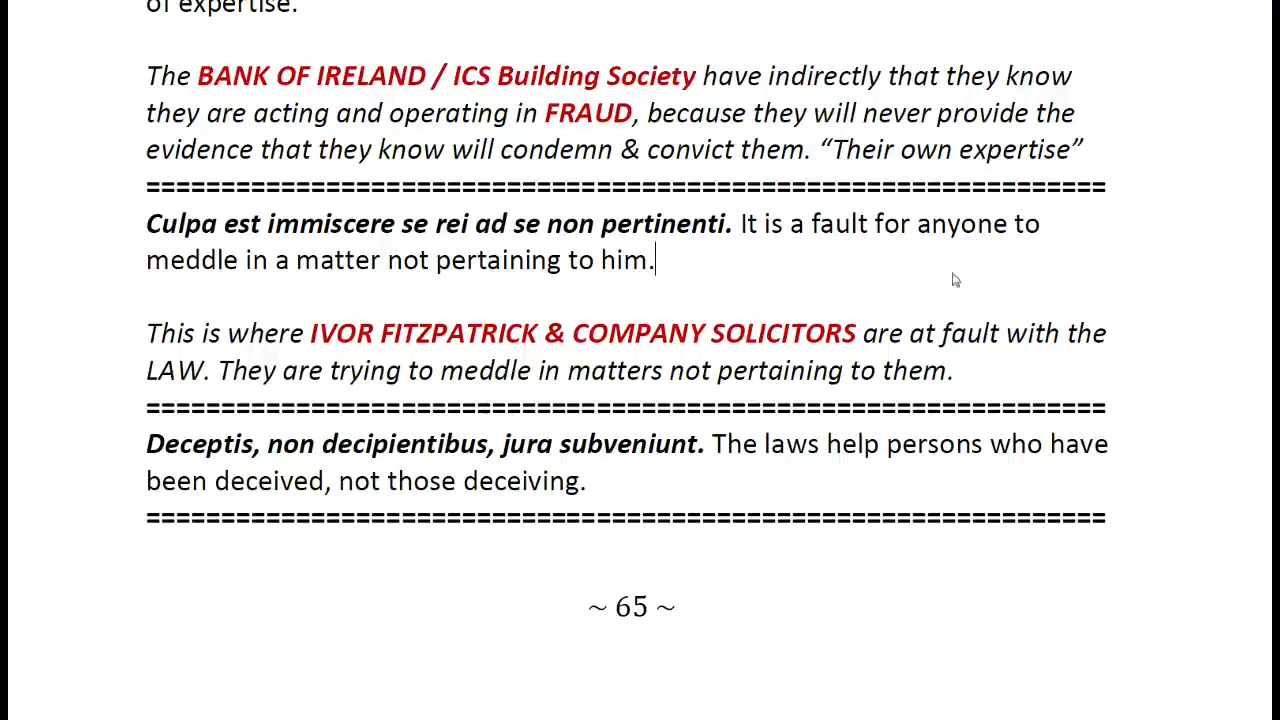 of expertise.
The BANK OF IRELAND / ICS Building Society have indirectly that they know
they are acting and operating in FRAUD, because they will never provide the
evidence that they know will condemn & convict them. “Their own expertise”
================================================================
Culpa est immiscere se rei ad se non pertinenti. It is a fault for anyone to
meddle in a matter not pertaining to him.
This is where IVOR FITZPATRICK & COMPANY SOLICITORS are at fault with the
LAW. They are trying to meddle in matters not pertaining to them.
================================================================
Deceptis, non decipientibus, jura subveniunt. The laws help persons who have
been deceived, not those deceiving.
================================================================
~ 65 ~